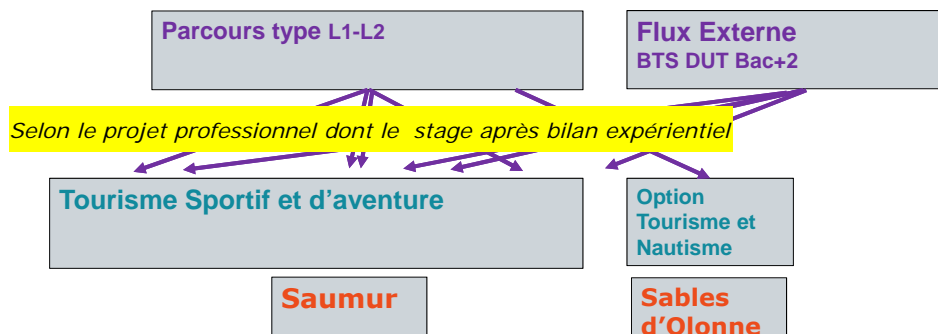 Parcours type L1-L2
Flux Externe
BTS DUT Bac+2
Selon le projet professionnel dont le  stage après bilan expérientiel
Tourisme Sportif et d'aventure
Option
Tourisme et
Nautisme
Saumur
Sables
d'Olonne